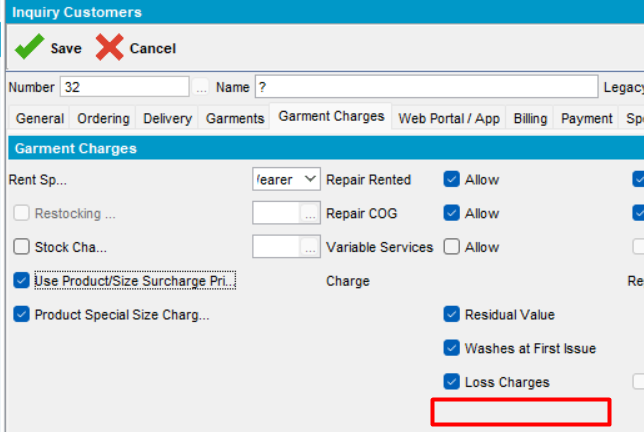 Inquiry Customers
Save Cancel
Number 32 ... Name ? Legacy
General Ordering Delivery Garments Garment Charges Web Portal / App Billing Payment Sp
Garment Charges
Rent Sp... earer Repair Rented Allow
Restocking ... ... Repair COG Allow
Stock Cha... ... Variable Services Allow
Use Product/Size Surcharge Pri... Charge Re
Product Special Size Charg... Residual Value
Washes at First Issue
Loss Charges